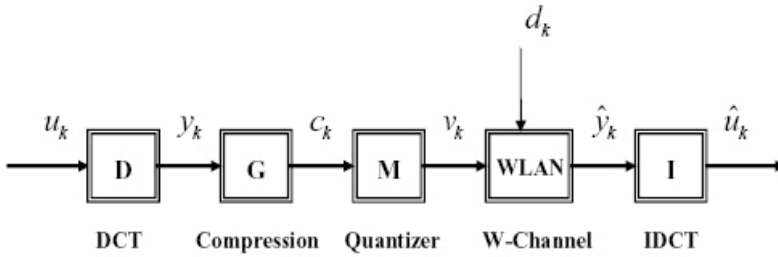 d_k
u_k y_k c_k v_k ŷ_k û_k
D G M WLAN I
DCT Compression Quantizer W-Channel IDCT